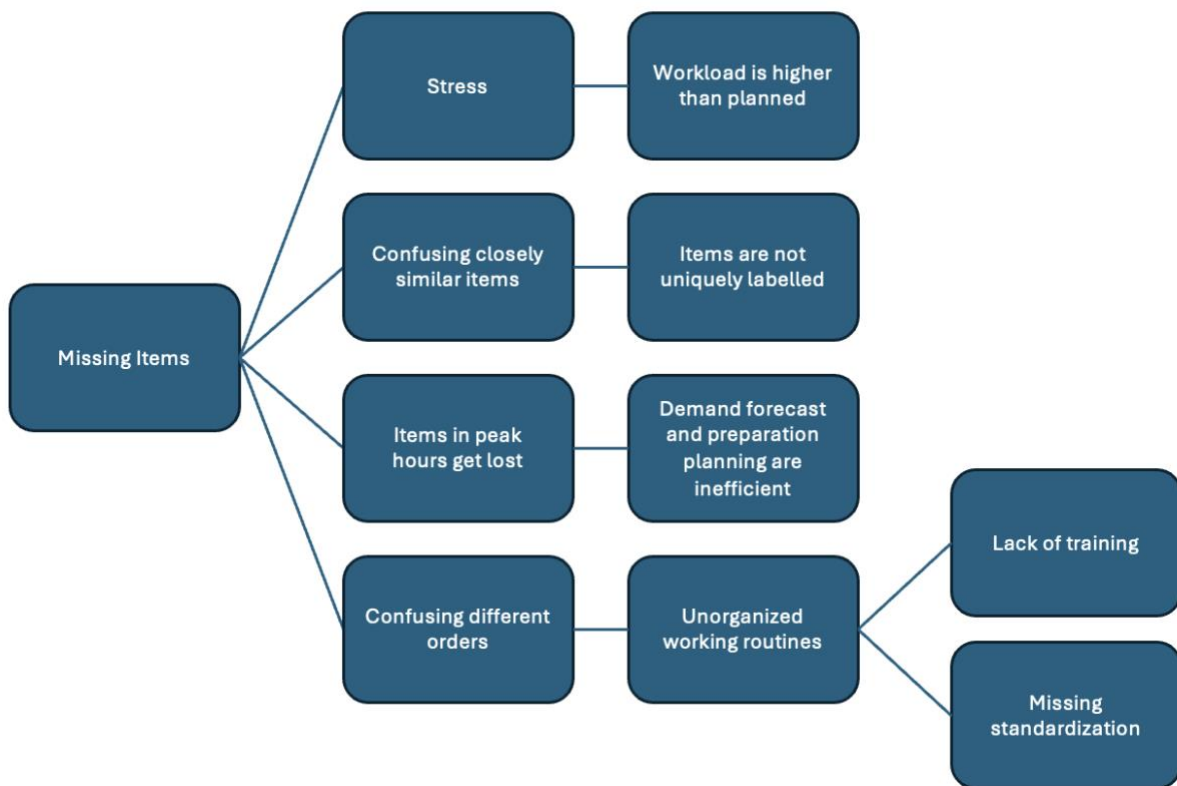 Stress
Workload is higher
than planned
Confusing closely
similar items
Items are not
uniquely labelled
Missing Items
Items in peak
hours get lost
Demand forecast
and preparation
planning are
inefficient
Confusing different
orders
Unorganized
working routines
Lack of training
Missing
standardization